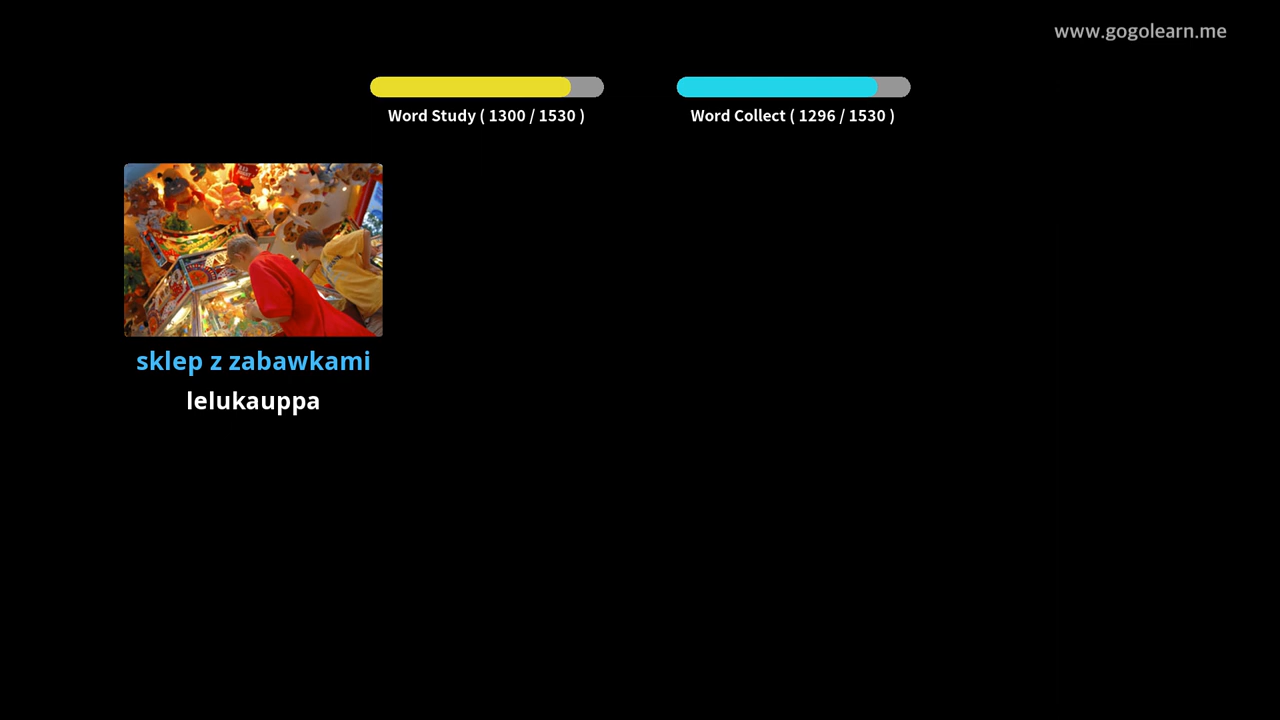 www.gogolearn.me
Word Study ( 1300 / 1530 )
Word Collect ( 1296 / 1530 )
sklep z zabawkami
lelukauppa